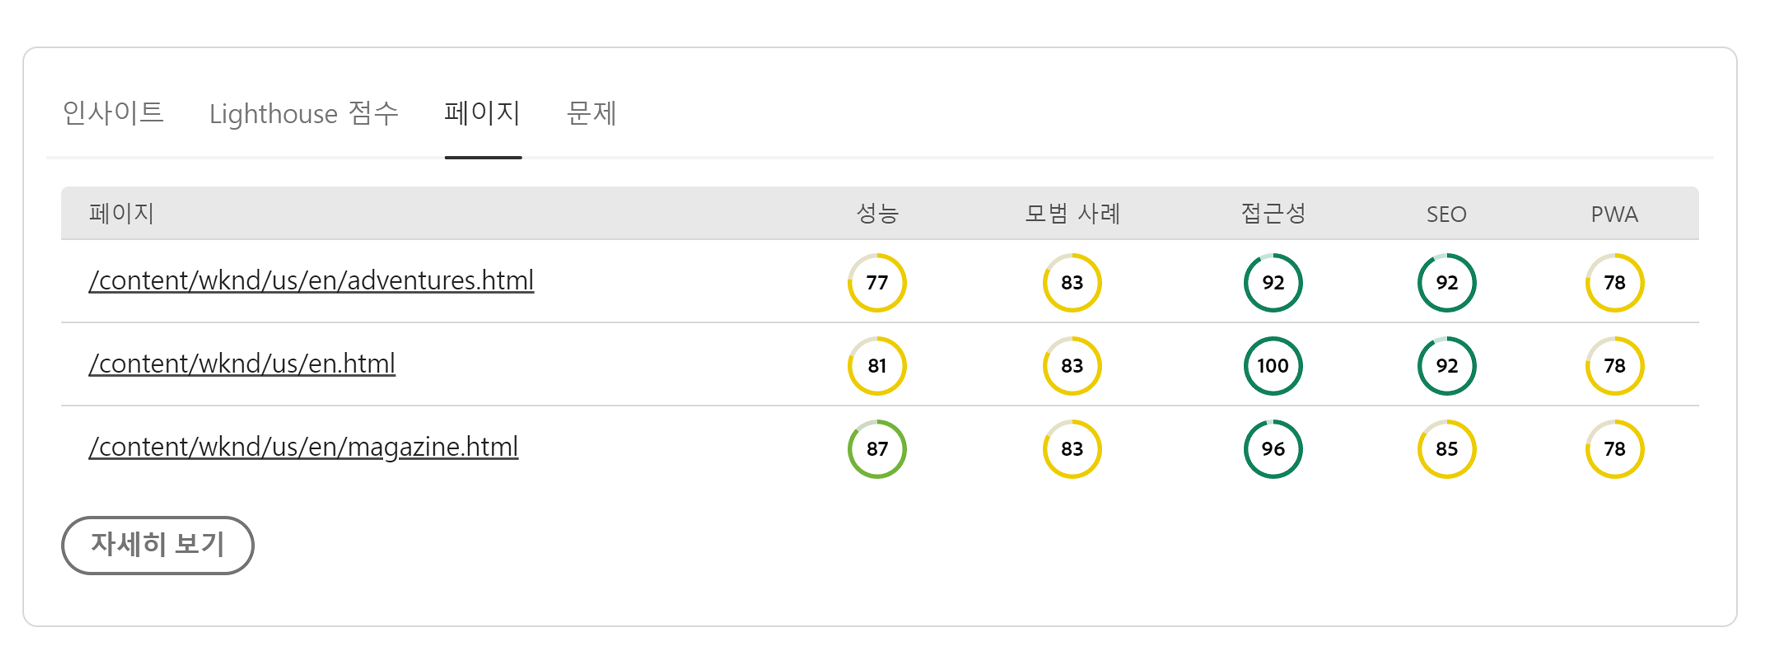 인사이트 Lighthouse 점수 페이지 문제
페이지 성능 모범 사례 접근성 SEO PWA
/content/wknd/us/en/adventures.html 77 83 92 92 78
/content/wknd/us/en.html 81 83 100 92 78
/content/wknd/us/en/magazine.html 87 83 96 85 78
자세히 보기